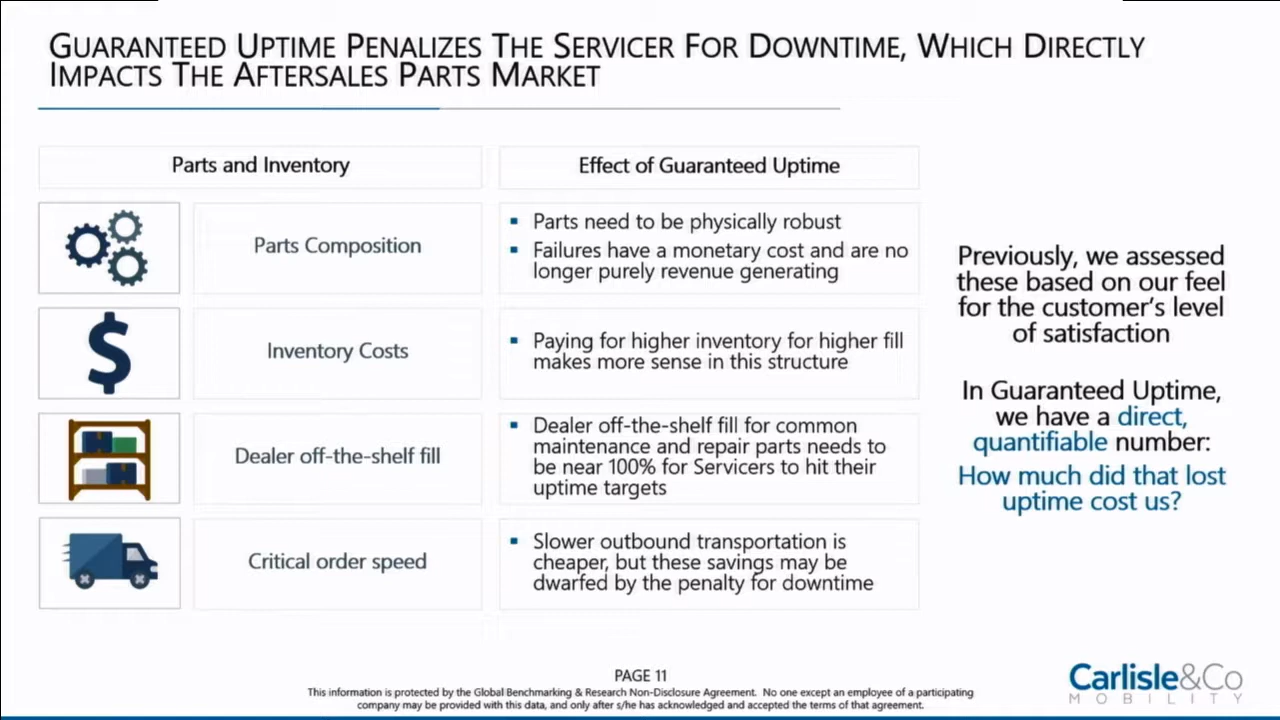 GUARANTEED UPTIME PENALIZES THE SERVICER FOR DOWNTIME, WHICH DIRECTLY
IMPACTS THE AFTERSALES PARTS MARKET
Parts and Inventory
Effect of Guaranteed Uptime
Parts Composition
▪ Parts need to be physically robust
▪ Failures have a monetary cost and are no
longer purely revenue generating
Inventory Costs
▪ Paying for higher inventory for higher fill
makes more sense in this structure
Dealer off-the-shelf fill
▪ Dealer off-the-shelf fill for common
maintenance and repair parts needs to
be near 100% for Servicers to hit their
uptime targets
Critical order speed
▪ Slower outbound transportation is
cheaper, but these savings may be
dwarfed by the penalty for downtime
Previously, we assessed
these based on our feel
for the customer's level
of satisfaction
In Guaranteed Uptime,
we have a direct,
quantifiable number:
How much did that lost
uptime cost us?
PAGE 11
This information is protected by the Global Benchmarking & Research Non-Disclosure Agreement. No one except an employee of a participating
company may be provided with this data, and only after s/he has acknowledged and accepted the terms of that agreement.
Carlisle&Co
MOBILITY